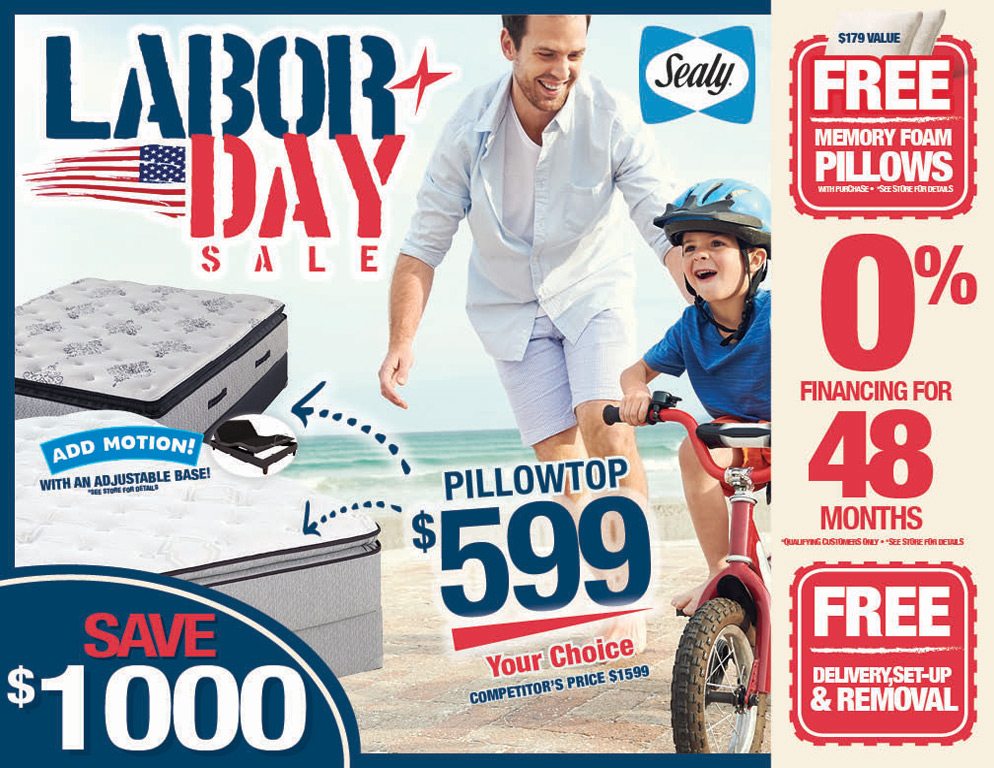 LABOR
DAY
SALE
Sealy.
ADD MOTION!
WITH AN ADJUSTABLE BASE!
*SEE STORE FOR DETAILS
PILLOWTOP
$599
Your Choice
COMPETITOR'S PRICE $1599
SAVE
$1000
$179 VALUE
FREE
MEMORY FOAM
PILLOWS
WITH PURCHASE • *SEE STORE FOR DETAILS
0%
FINANCING FOR
48
MONTHS
*QUALIFYING CUSTOMERS ONLY • *SEE STORE FOR DETAILS
FREE
DELIVERY,SET-UP
& REMOVAL